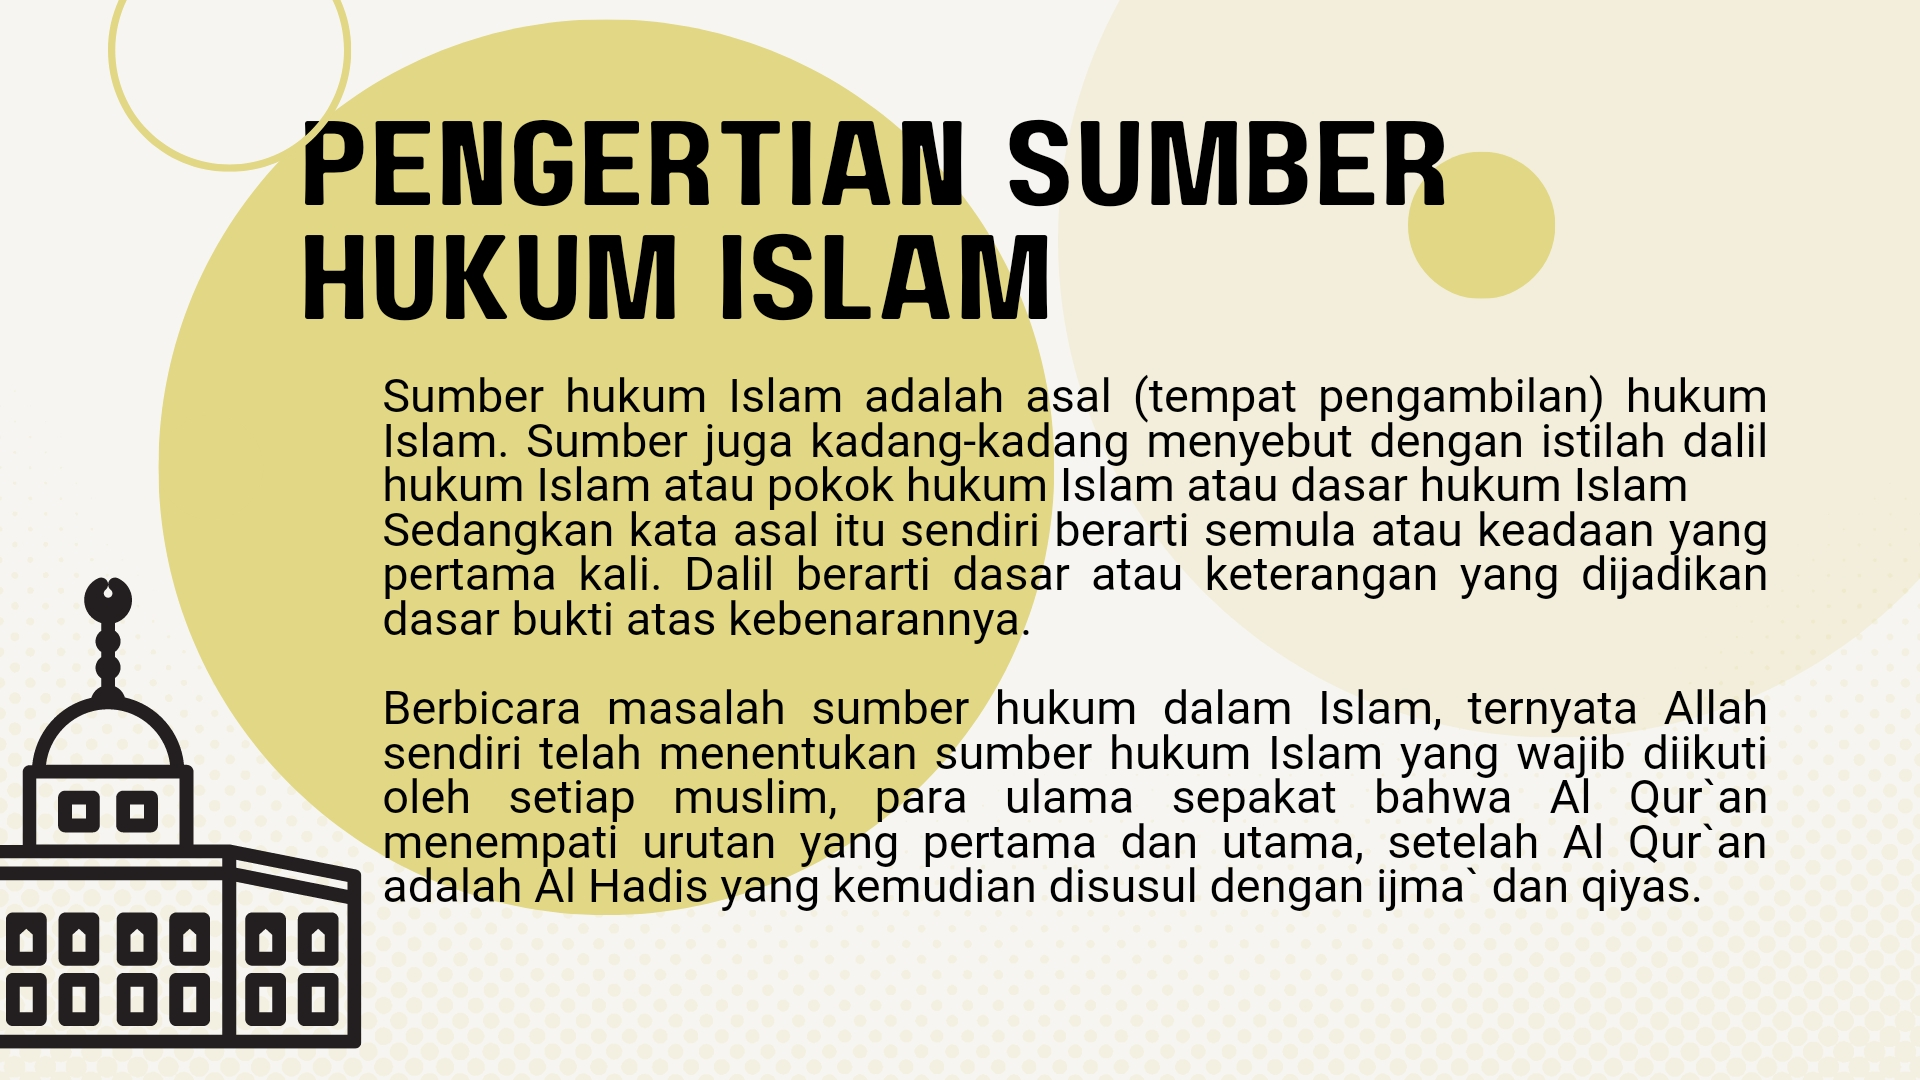 PENGERTIAN SUMBER
HUKUM ISLAM
Sumber hukum Islam adalah asal (tempat pengambilan) hukum
Islam. Sumber juga kadang-kadang menyebut dengan istilah dalil
hukum Islam atau pokok hukum Islam atau dasar hukum Islam
Sedangkan kata asal itu sendiri berarti semula atau keadaan yang
pertama kali. Dalil berarti dasar atau keterangan yang dijadikan
dasar bukti atas kebenarannya.
Berbicara masalah sumber hukum dalam Islam, ternyata Allah
sendiri telah menentukan sumber hukum Islam yang wajib diikuti
oleh setiap muslim, para ulama sepakat bahwa Al Qur`an
menempati urutan yang pertama dan utama, setelah Al Qur`an
adalah Al Hadis yang kemudian disusul dengan ijma` dan qiyas.